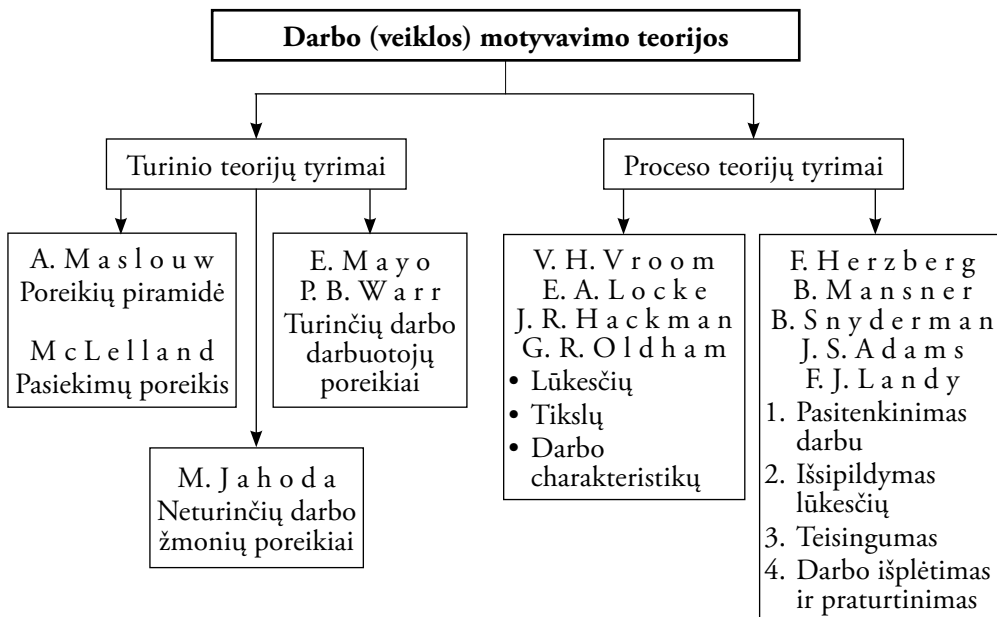 Darbo (veiklos) motyvavimo teorijos
Turinio teorijų tyrimai
Proceso teorijų tyrimai
A. Maslouw
Poreikių piramidė
McLelland
Pasiekimų poreikis
E. Mayo
P. B. Warr
Turinčių darbo
darbuotojų
poreikiai
M. Jahoda
Neturinčių darbo
žmonių poreikiai
V. H. Vroom
E. A. Locke
J. R. Hackman
G. R. Oldham
• Lūkesčių
• Tikslų
• Darbo
charakteristikų
F. Herzberg
B. Mansner
B. Snyderman
J. S. Adams
F. J. Landy
1. Pasitenkinimas
darbu
2. Išsipildymas
lūkesčių
3. Teisingumas
4. Darbo išplėtimas
ir praturtinimas